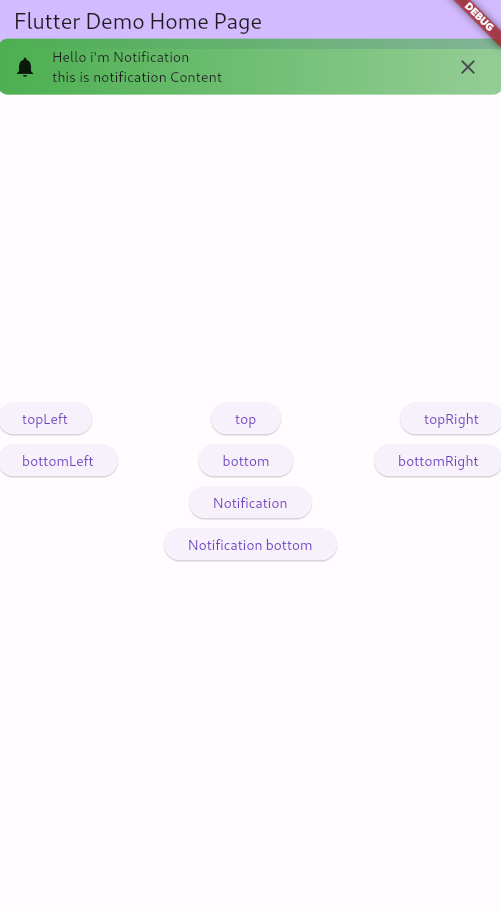 Flutter Demo Home Page
DEBUG
Hello i'm Notification
this is notification Content
topLeft
top
topRight
bottomLeft
bottom
bottomRight
Notification
Notification bottom